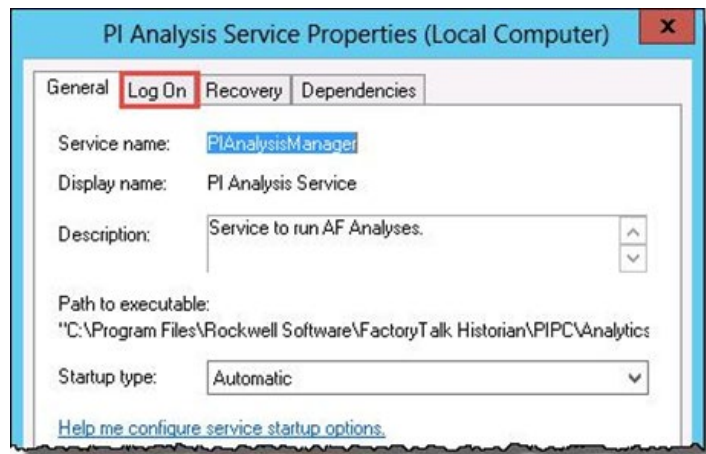 PI Analysis Service Properties (Local Computer)
x
General Log On Recovery Dependencies
Service name: PIAnalysisManager
Display name: PI Analysis Service
Description: Service to run AF Analyses.
Path to executable:
"C:\Program Files\Rockwell Software\FactoryTalk Historian\PIPC\Analytics
Startup type: Automatic
Help me configure service startup options.